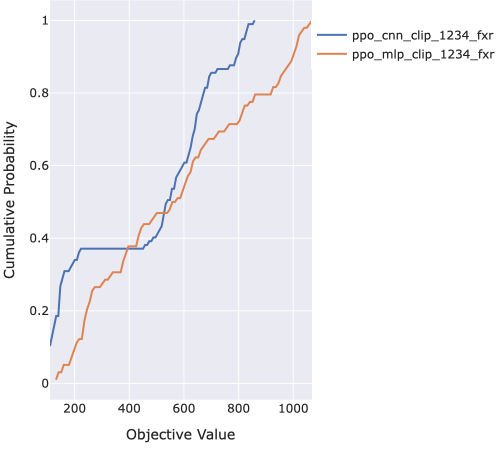 ppo_cnn_clip_1234_fxr
ppo_mlp_clip_1234_fxr
1
0.8
0.6
0.4
0.2
0
Cumulative Probability
200
400
600
800
1000
Objective Value